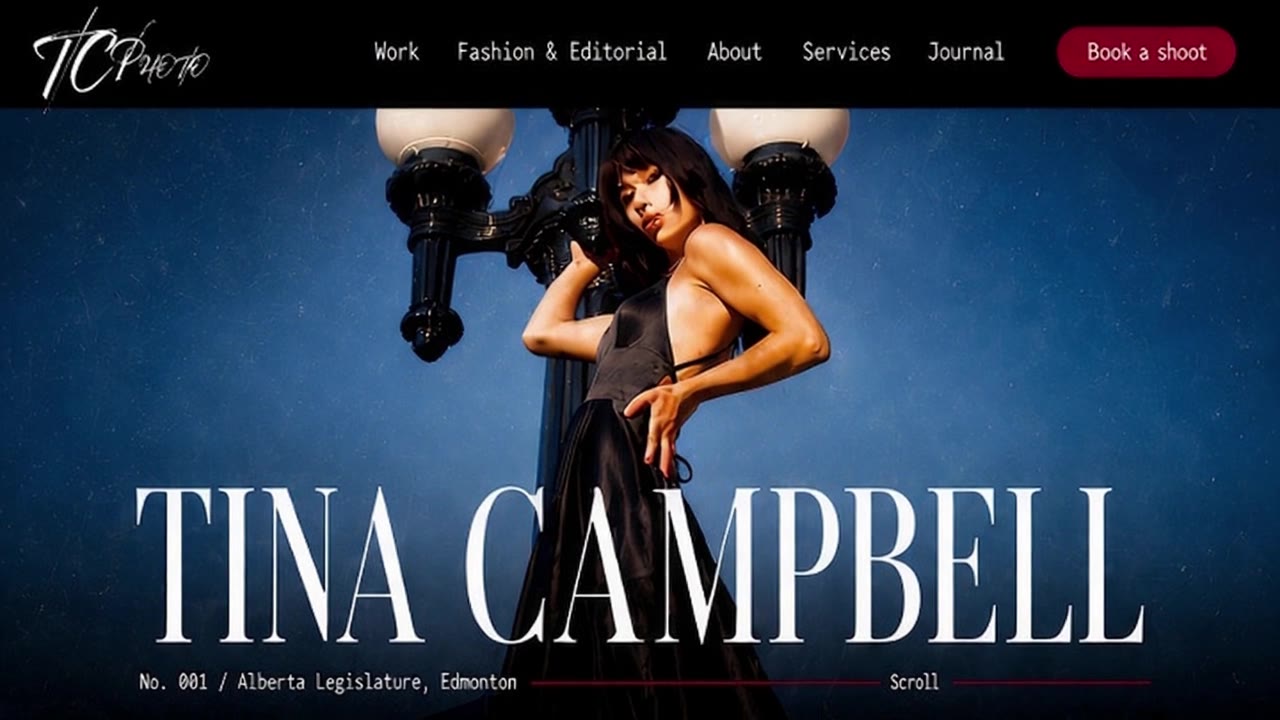 TCPHOTO
Work Fashion & Editorial About Services Journal Book a shoot
TINA CAMPBELL
No. 001 / Alberta Legislature, Edmonton Scroll